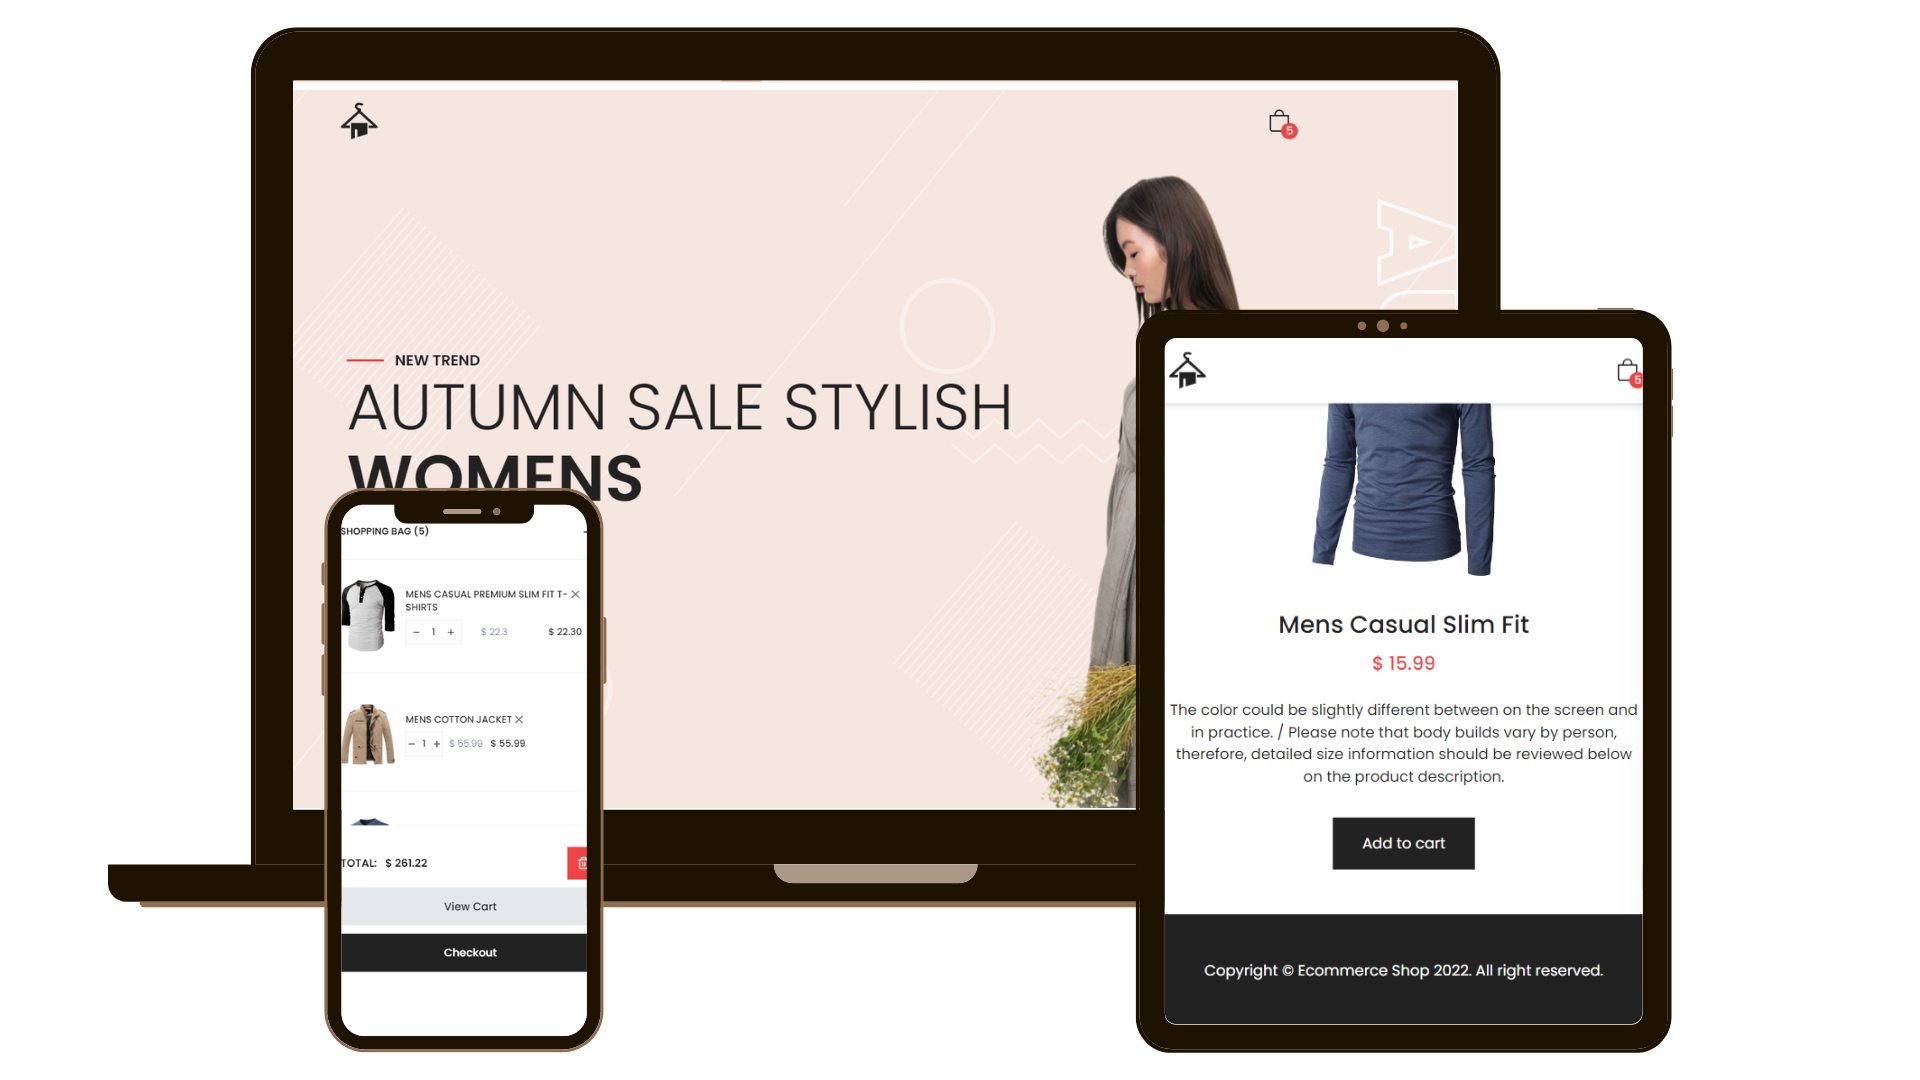 5
AU
NEW TREND
AUTUMN SALE STYLISH
WOMENS
SHOPPING BAG (5)
MENS CASUAL PREMIUM SLIM FIT T-
SHIRTS
− 1 + $ 22.3 $ 22.30
MENS COTTON JACKET
− 1 + $ 55.99 $ 55.99
TOTAL: $ 261.22
View Cart
Checkout
5
Mens Casual Slim Fit
$ 15.99
The color could be slightly different between on the screen and
in practice. / Please note that body builds vary by person,
therefore, detailed size information should be reviewed below
on the product description.
Add to cart
Copyright © Ecommerce Shop 2022. All right reserved.